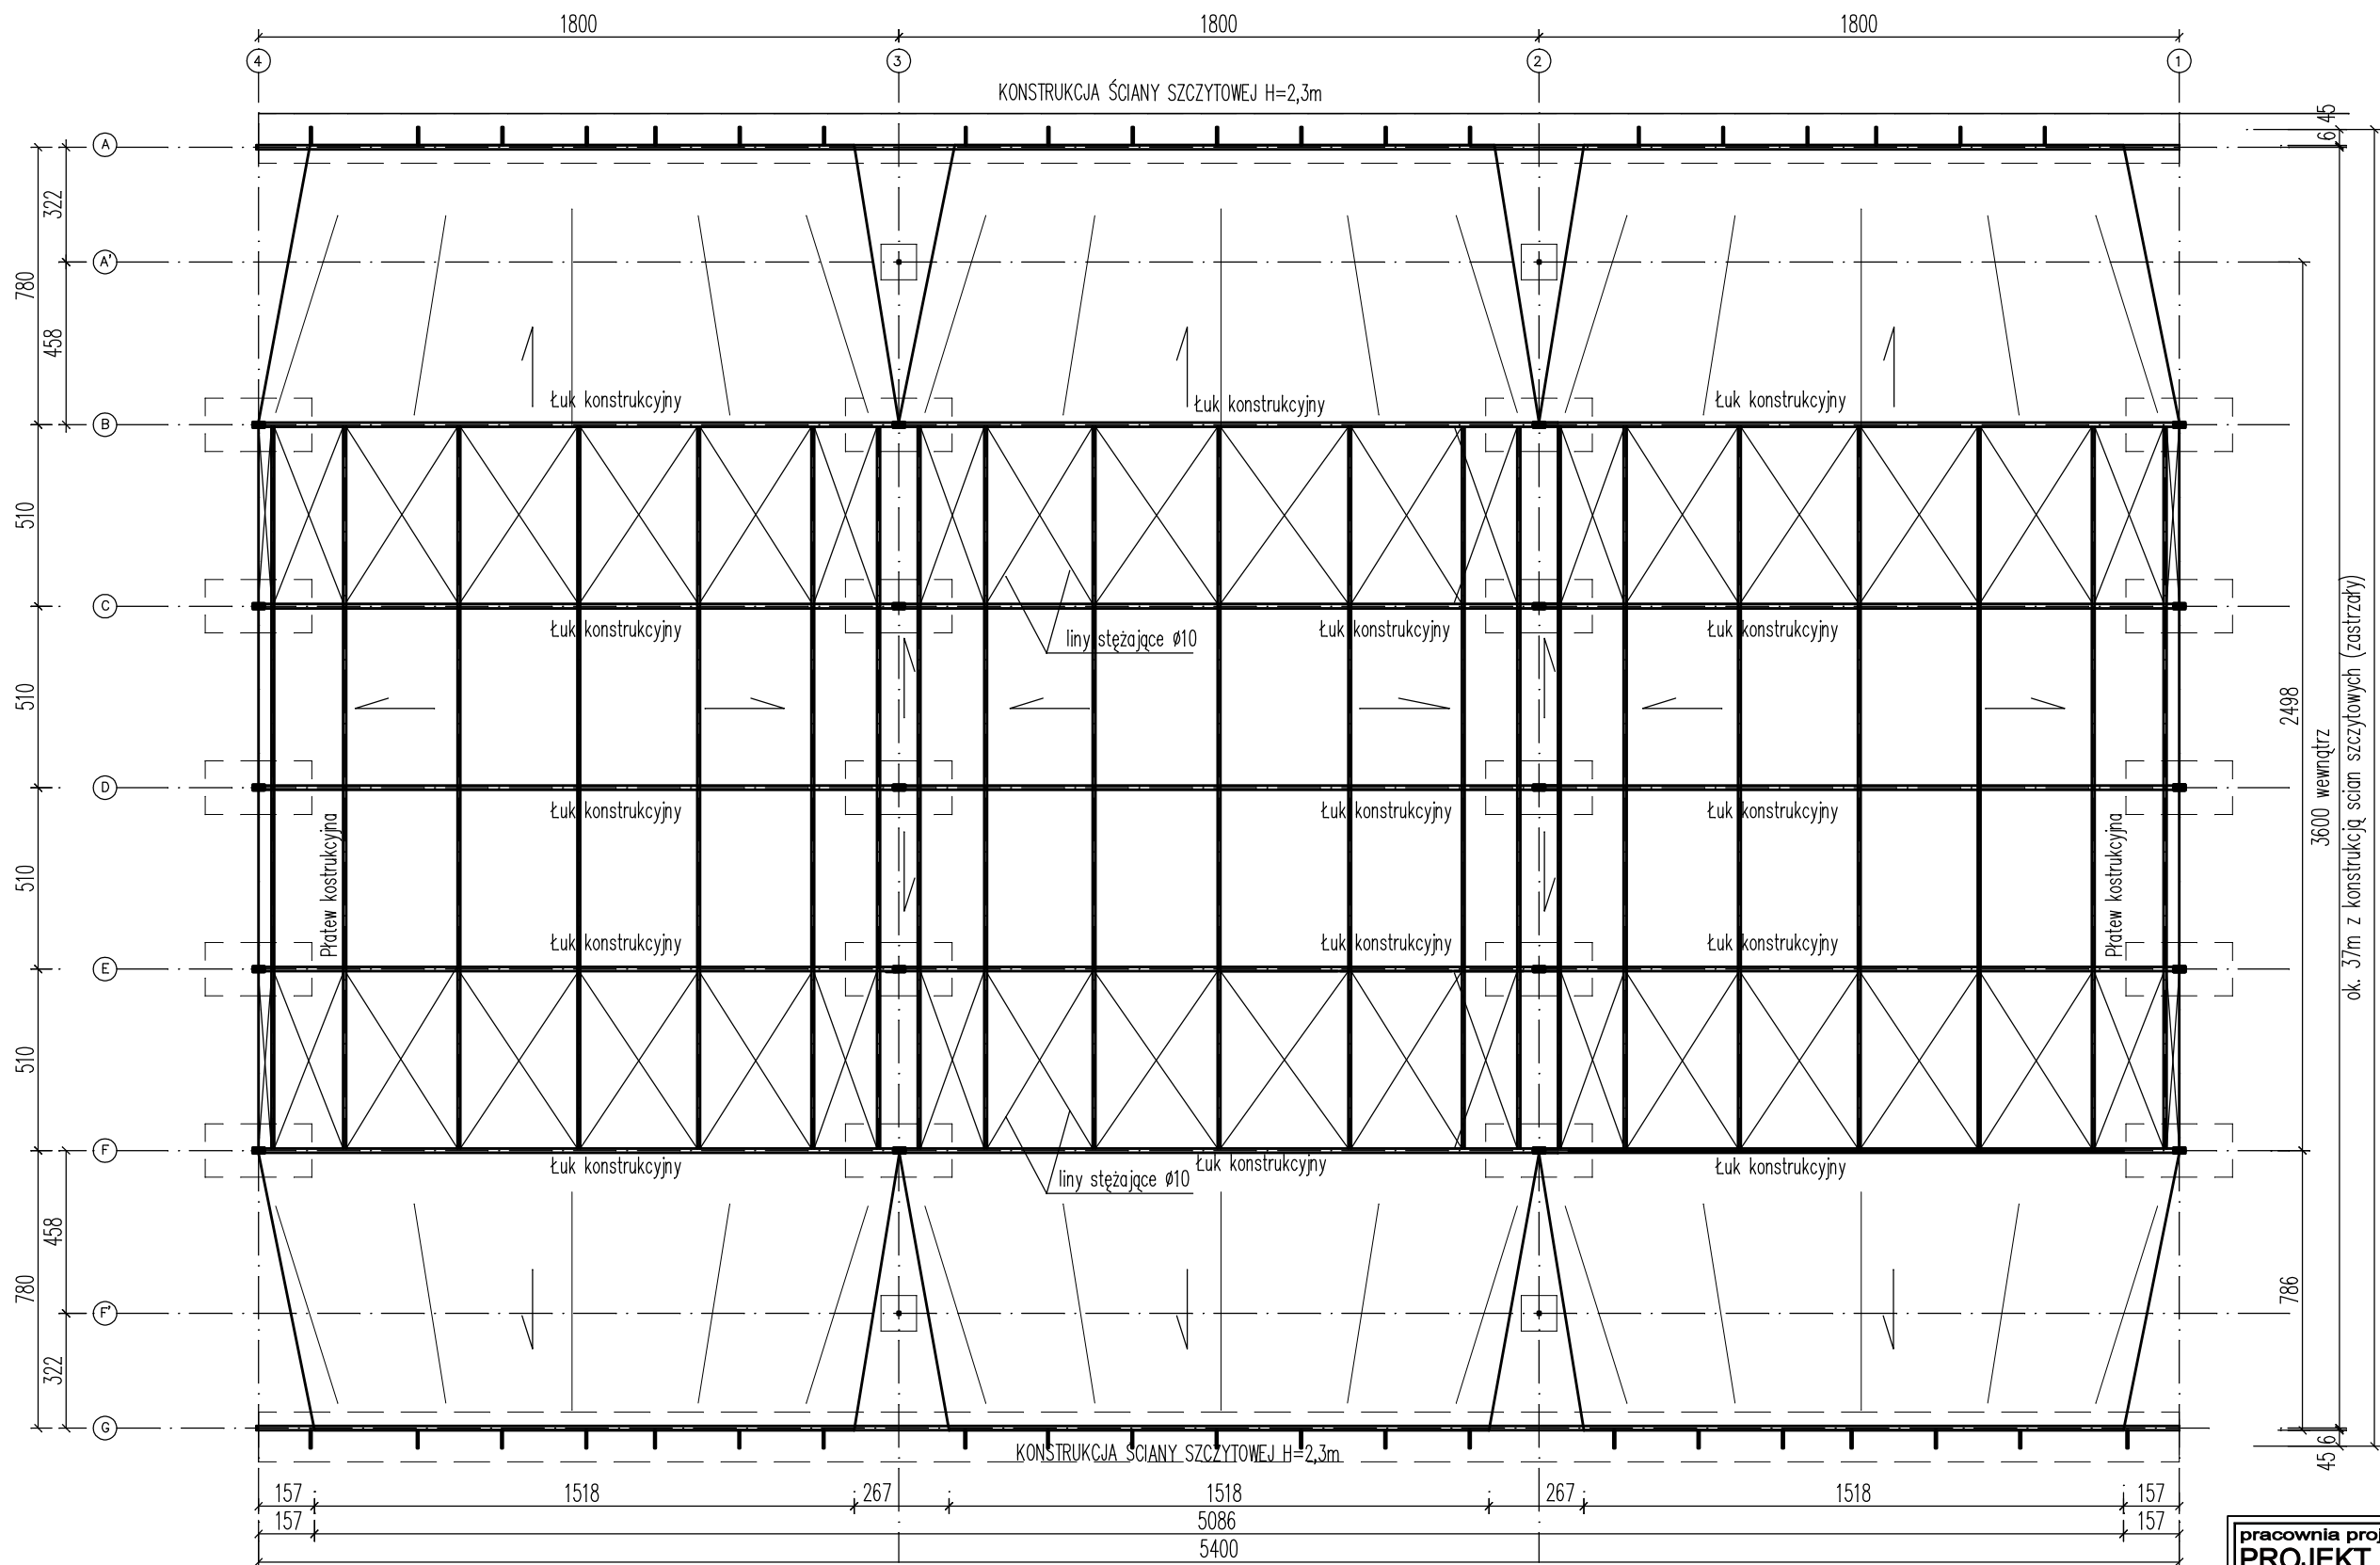 1800 1800 1800
4 3 2 1
KONSTRUKCJA ŚCIANY SZCZYTOWEJ H=2,3m
45
6
A
322
A'
780
458
Łuk konstrukcyjny Łuk konstrukcyjny Łuk konstrukcyjny
B
510
C
Łuk konstrukcyjny liny stężające ø10 Łuk konstrukcyjny Łuk konstrukcyjny
510
2498
3600 wewnątrz
ok. 37m z konstrukcją scian szczytowych (zastrzały)
D
Łuk konstrukcyjny Łuk konstrukcyjny Łuk konstrukcyjny
Płatew kostrukcyjna Płatew kostrukcyjna
510
Łuk konstrukcyjny Łuk konstrukcyjny Łuk konstrukcyjny
E
510
F
Łuk konstrukcyjny liny stężające ø10 Łuk konstrukcyjny Łuk konstrukcyjny
458
780
786
F'
322
G
6
45
KONSTRUKCJA ŚCIANY SZCZYTOWEJ H=2,3m
157 1518 267 1518 267 1518 157
157 5086 157
5400
pracownia proj
PROJEKT